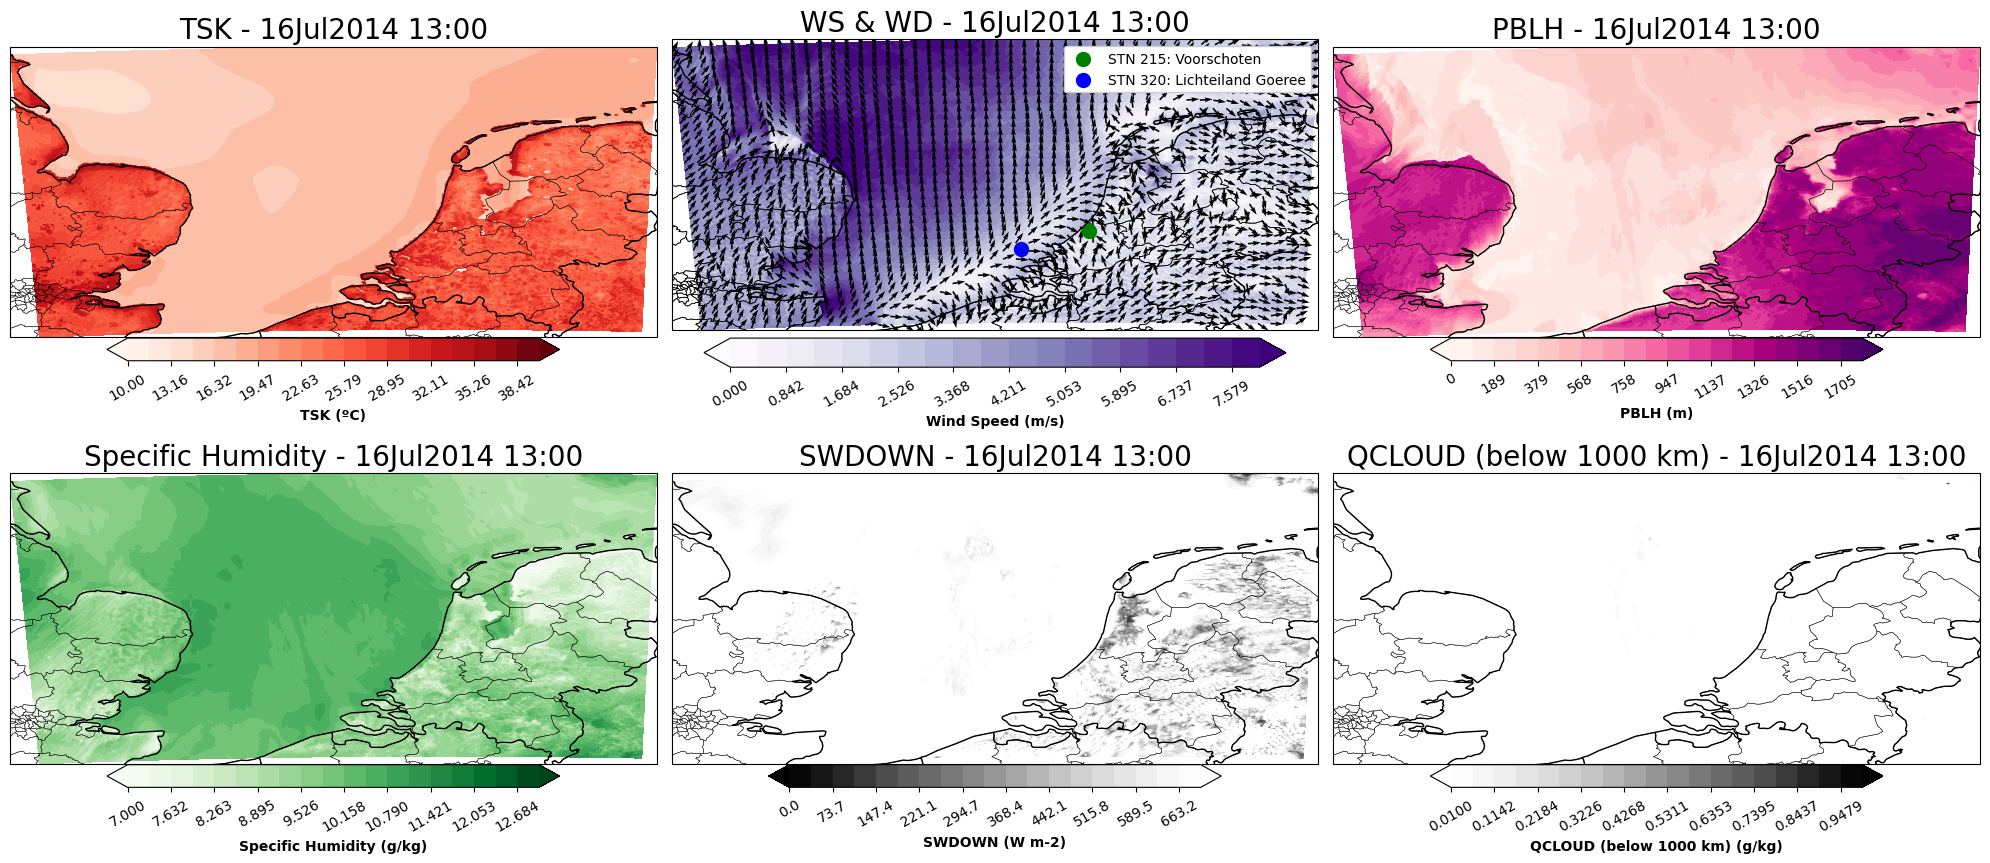 TSK - 16Jul2014 13:00
10.00 13.16 16.32 19.47 22.63 25.79 28.95 32.11 35.26 38.42
TSK (ºC)
WS & WD - 16Jul2014 13:00
STN 215: Voorschoten
STN 320: Lichteiland Goeree
0.000 0.842 1.684 2.526 3.368 4.211 5.053 5.895 6.737 7.579
Wind Speed (m/s)
PBLH - 16Jul2014 13:00
0 189 379 568 758 947 1137 1326 1516 1705
PBLH (m)
Specific Humidity - 16Jul2014 13:00
7.000 7.632 8.263 8.895 9.526 10.158 10.790 11.421 12.053 12.684
Specific Humidity (g/kg)
SWDOWN - 16Jul2014 13:00
0.0 73.7 147.4 221.1 294.7 368.4 442.1 515.8 589.5 663.2
SWDOWN (W m-2)
QCLOUD (below 1000 km) - 16Jul2014 13:00
0.0100 0.1142 0.2184 0.3226 0.4268 0.5311 0.6353 0.7395 0.8437 0.9479
QCLOUD (below 1000 km) (g/kg)